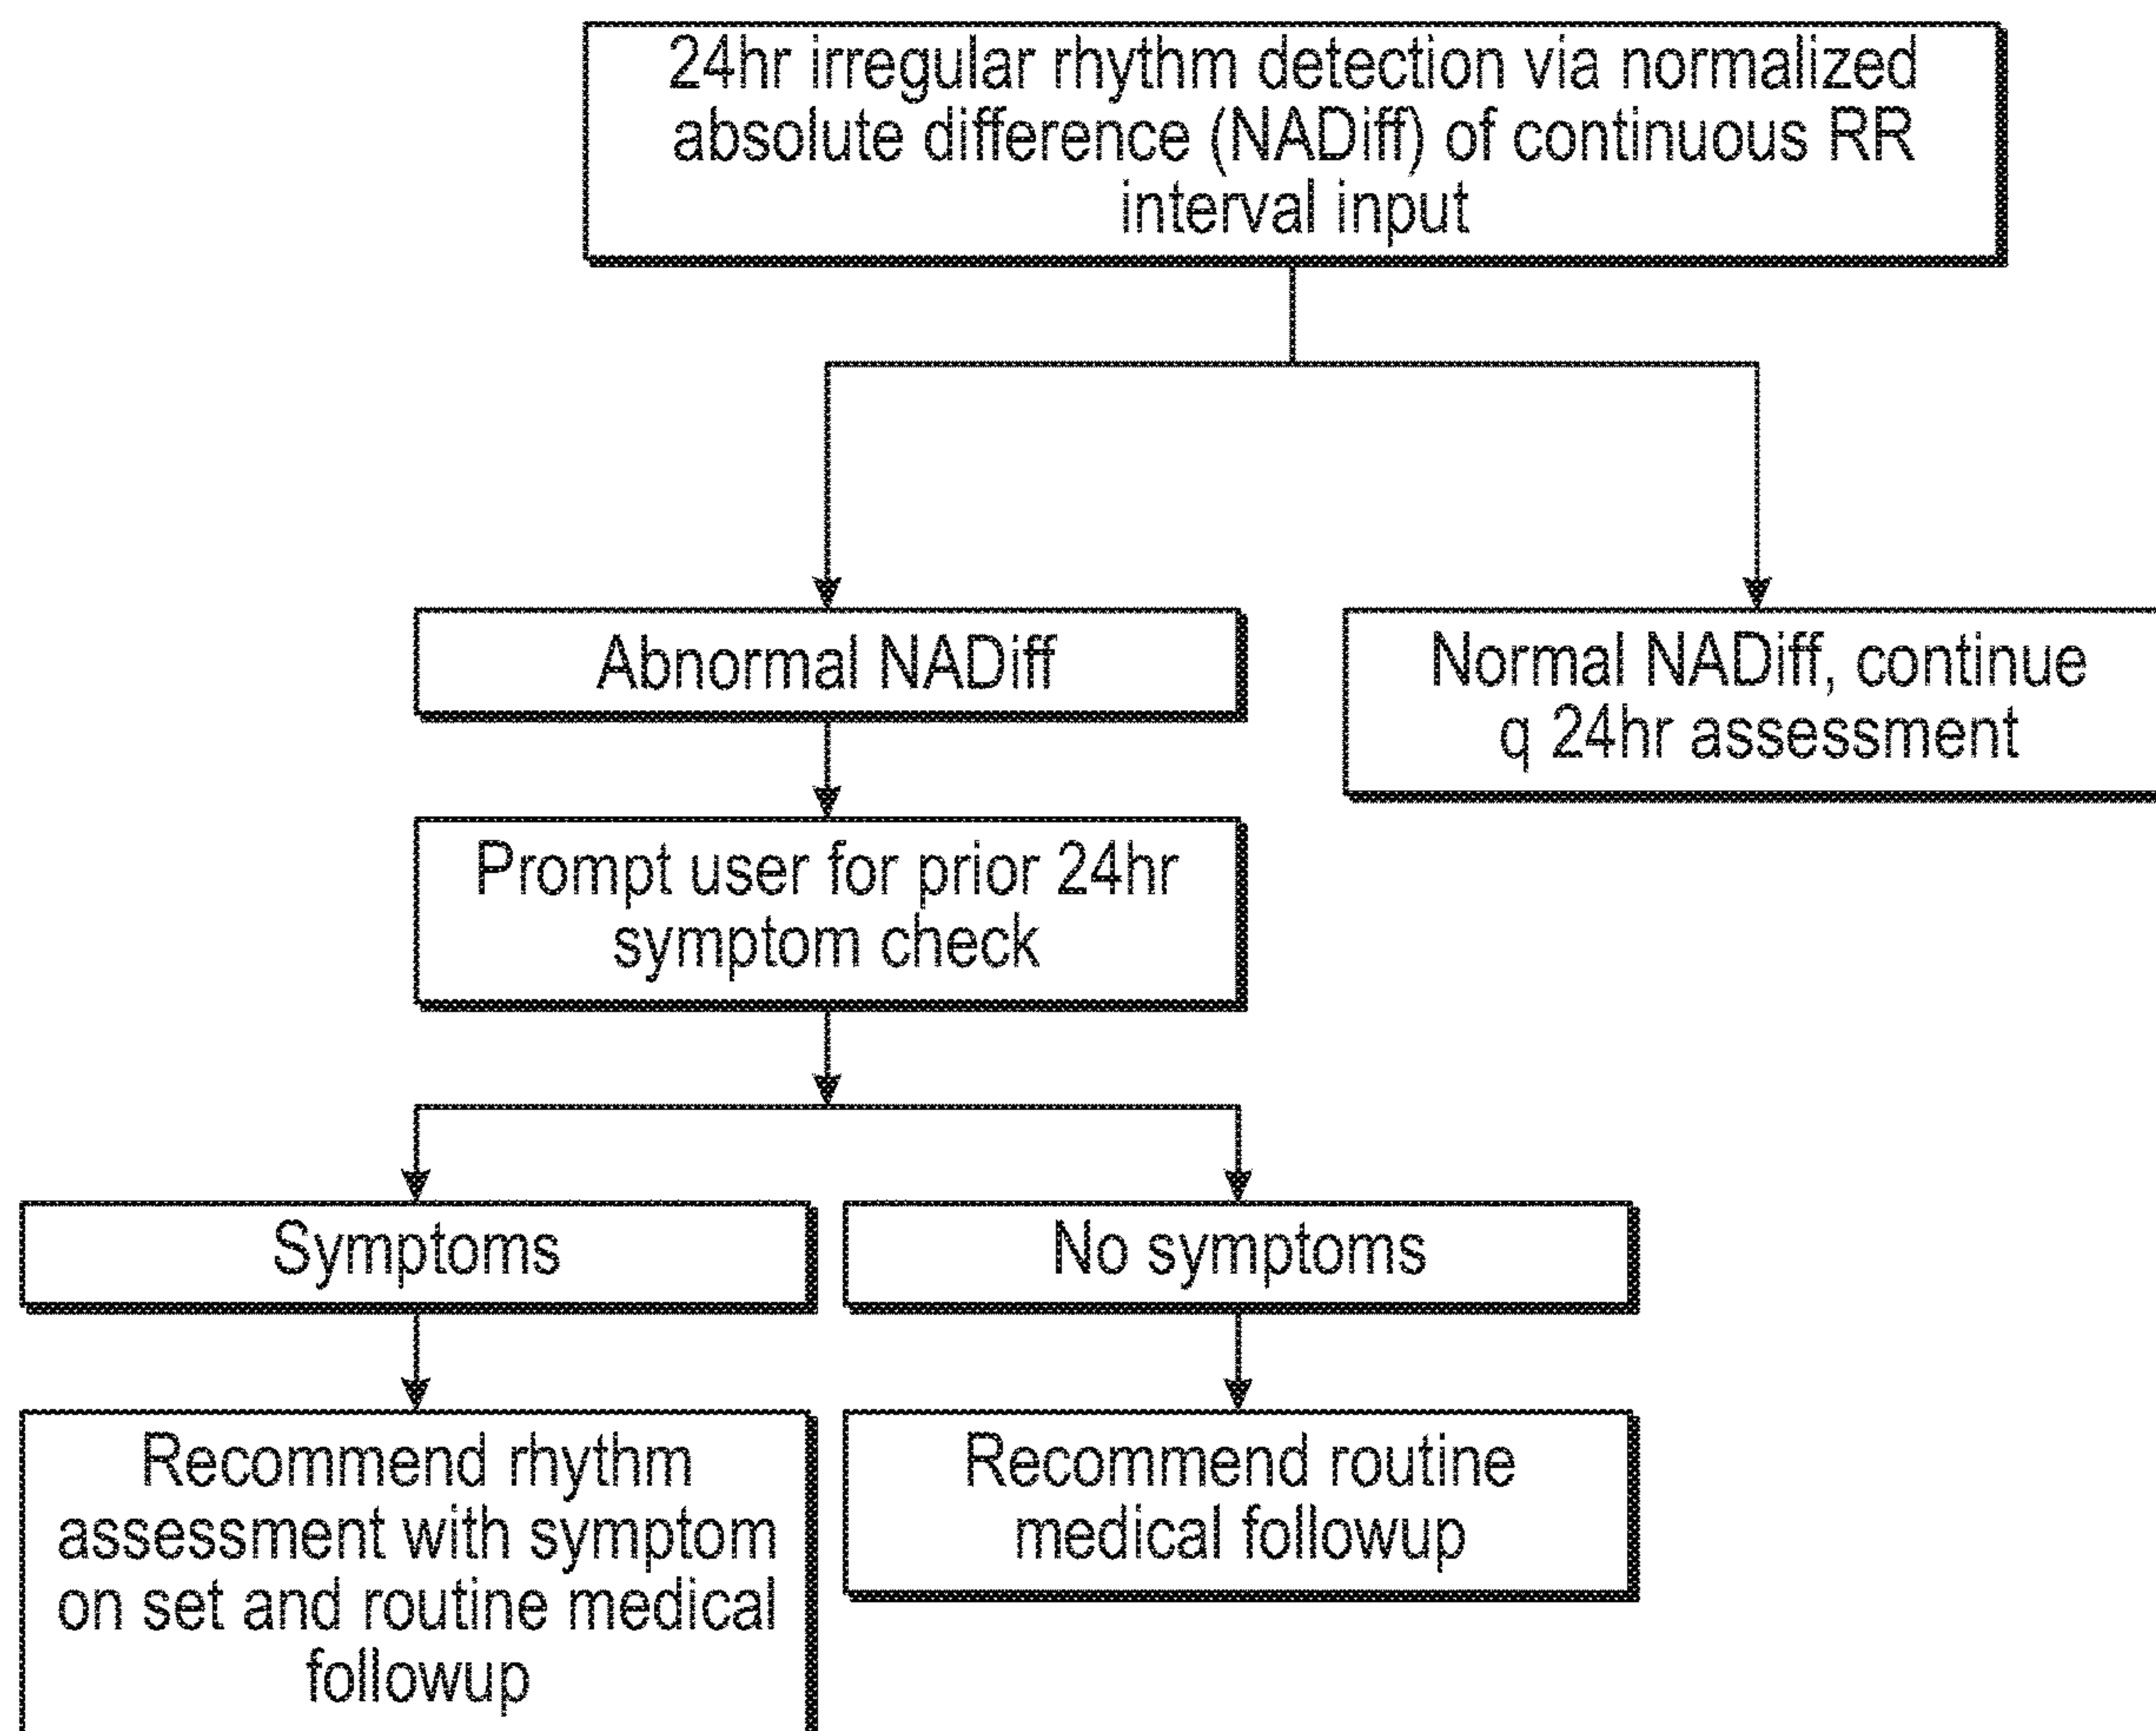 24hr irregular rhythm detection via normalized
absolute difference (NADiff) of continuous RR
interval input
Abnormal NADiff
Normal NADiff, continue
q 24hr assessment
Prompt user for prior 24hr
symptom check
Symptoms
No symptoms
Recommend rhythm
assessment with symptom
on set and routine medical
followup
Recommend routine
medical followup